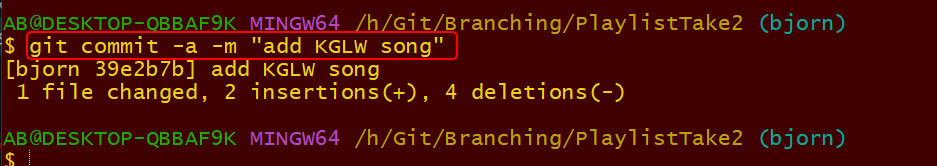 AB@DESKTOP-QBBAF9K MINGW64 /h/Git/Branching/PlaylistTake2 (bjorn)
$ git commit -a -m "add KGLW song"
[bjorn 39e2b7b] add KGLW song
 1 file changed, 2 insertions(+), 4 deletions(-)
AB@DESKTOP-QBBAF9K MINGW64 /h/Git/Branching/PlaylistTake2 (bjorn)
$